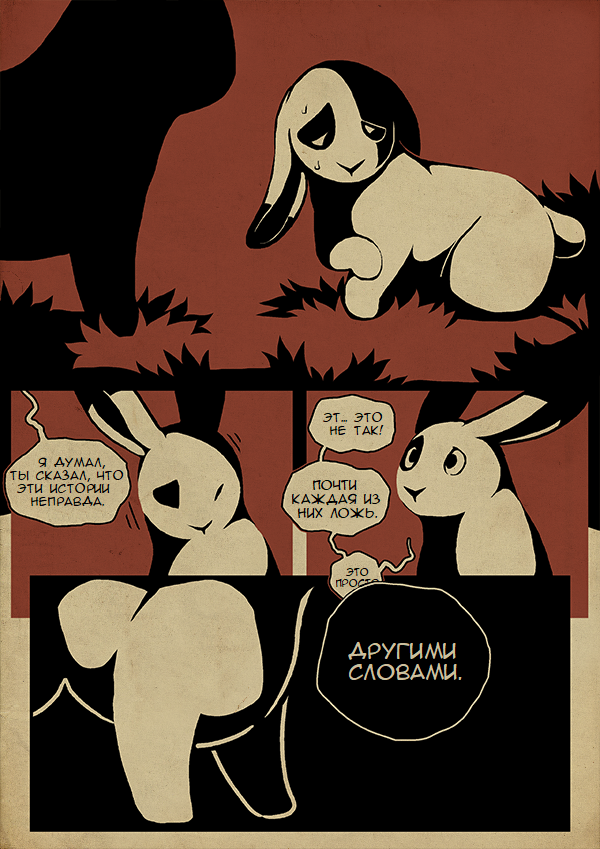 Я ДУМАЛ,
ТЫ СКАЗАЛ, ЧТО
ЭТИ ИСТОРИИ
НЕПРАВДА.
ЭТ... ЭТО
НЕ ТАК!
ПОЧТИ
КАЖДАЯ ИЗ
НИХ ЛОЖЬ.
ЭТО
ПРОСТО
ДРУГИМИ
СЛОВАМИ.